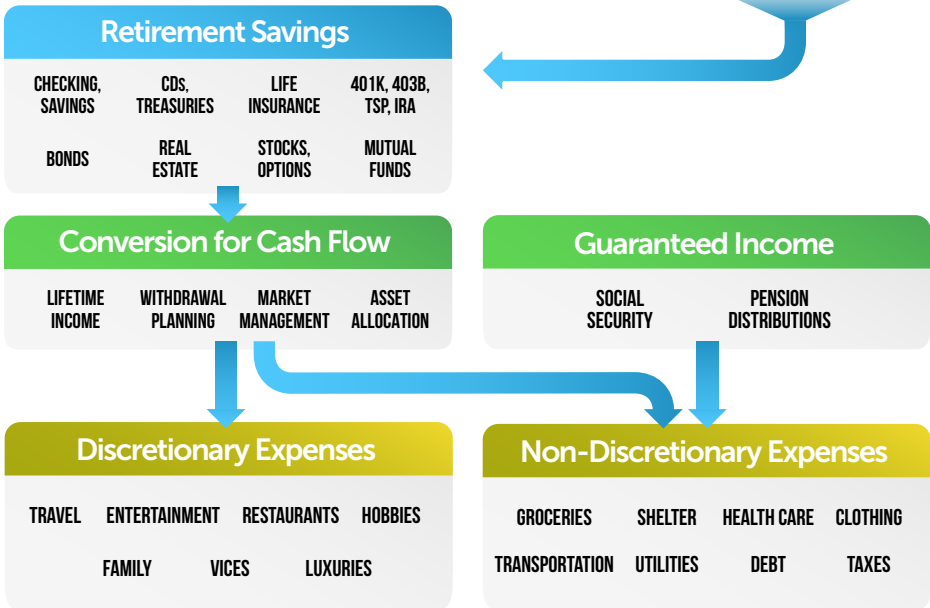 Retirement Savings
CHECKING, SAVINGS
CDs, TREASURIES
LIFE INSURANCE
401K, 403B, TSP, IRA
BONDS
REAL ESTATE
STOCKS, OPTIONS
MUTUAL FUNDS
Conversion for Cash Flow
LIFETIME INCOME
WITHDRAWAL PLANNING
MARKET MANAGEMENT
ASSET ALLOCATION
Guaranteed Income
SOCIAL SECURITY
PENSION DISTRIBUTIONS
Discretionary Expenses
TRAVEL ENTERTAINMENT RESTAURANTS HOBBIES
FAMILY VICES LUXURIES
Non-Discretionary Expenses
GROCERIES SHELTER HEALTH CARE CLOTHING
TRANSPORTATION UTILITIES DEBT TAXES